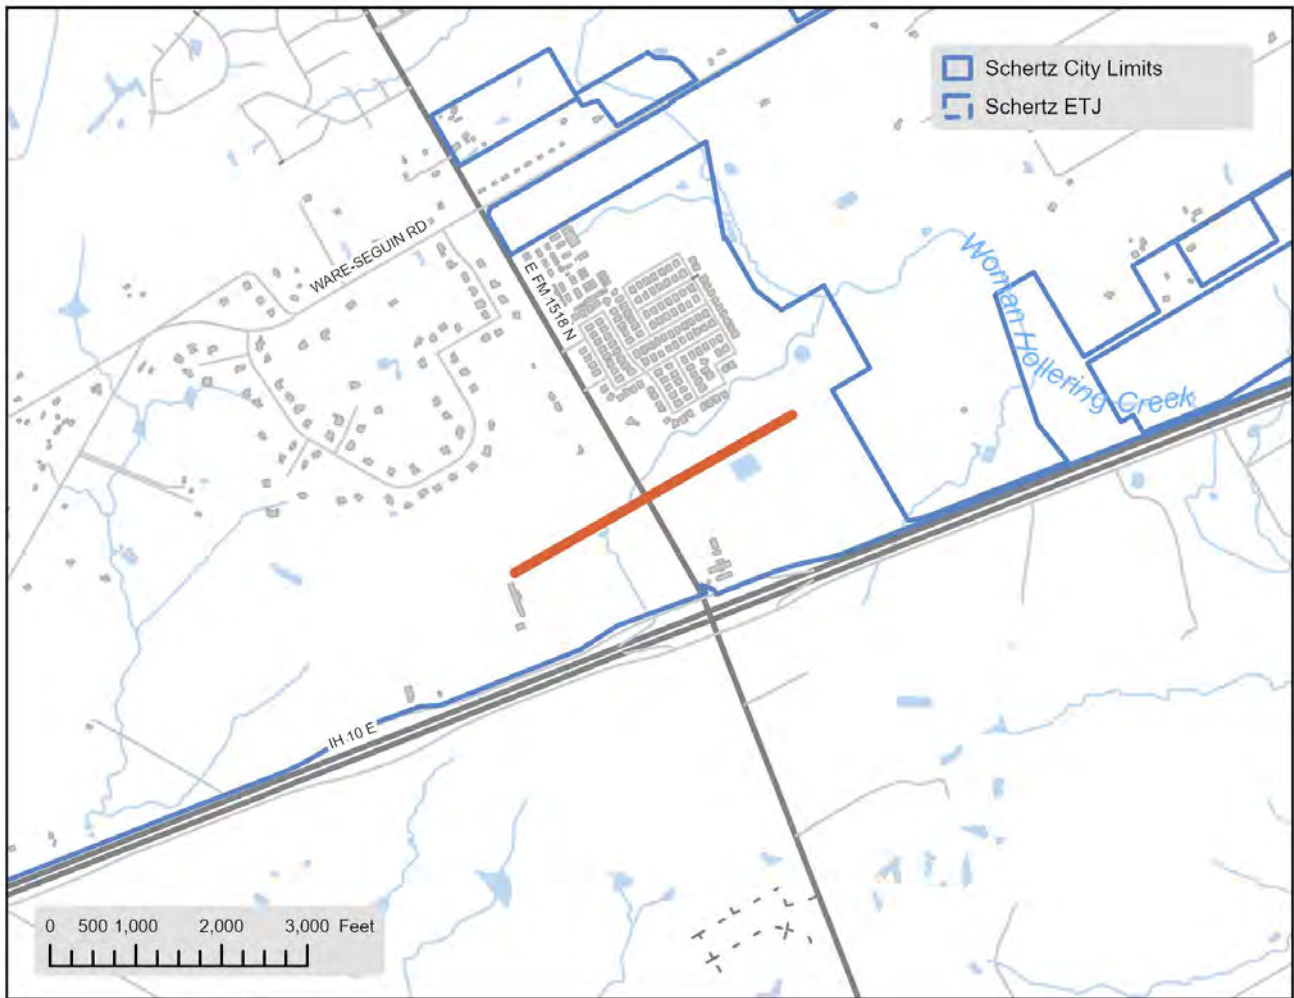 Schertz City Limits
Schertz ETJ
WARE-SEGUIN RD
E FM 1518 N
Woman Hollering Creek
IH 10 E
0 500 1,000 2,000 3,000 Feet